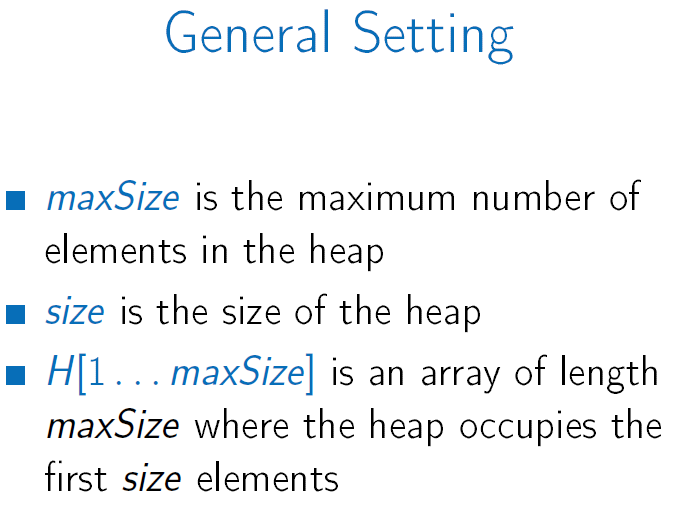 General Setting
maxSize is the maximum number of
elements in the heap
size is the size of the heap
H[1 . . . maxSize] is an array of length
maxSize where the heap occupies the
first size elements